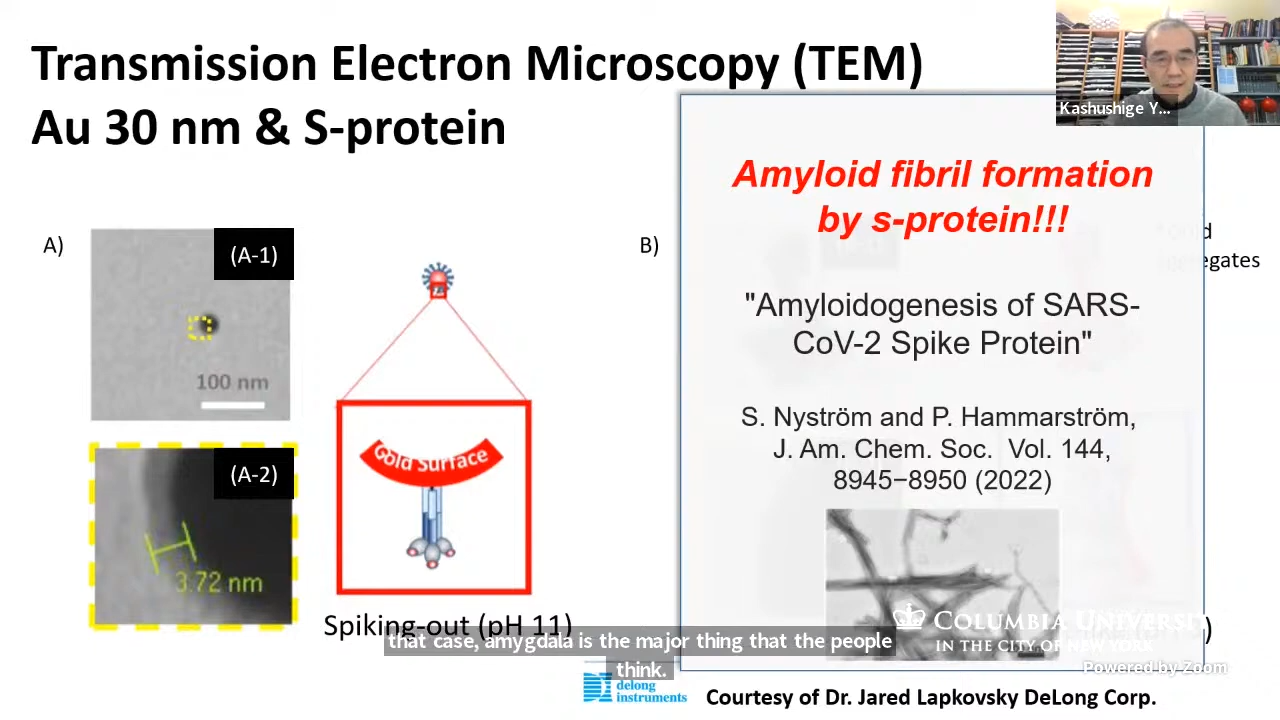 Transmission Electron Microscopy (TEM)
Au 30 nm & S-protein
Kashushige Y...
A)
(A-1)
100 nm
(A-2)
3.72 nm
Gold Surface
Spiking-out (pH 11)
B)
Amyloid fibril formation
by s-protein!!!
"Amyloidogenesis of SARS-
CoV-2 Spike Protein"
S. Nyström and P. Hammarström,
J. Am. Chem. Soc. Vol. 144,
8945−8950 (2022)
COLUMBIA UNIVERSITY
IN THE CITY OF NEW YORK
Powered by Zoom
that case, amygdala is the major thing that the people
think.
delong
instruments
Courtesy of Dr. Jared Lapkovsky DeLong Corp.